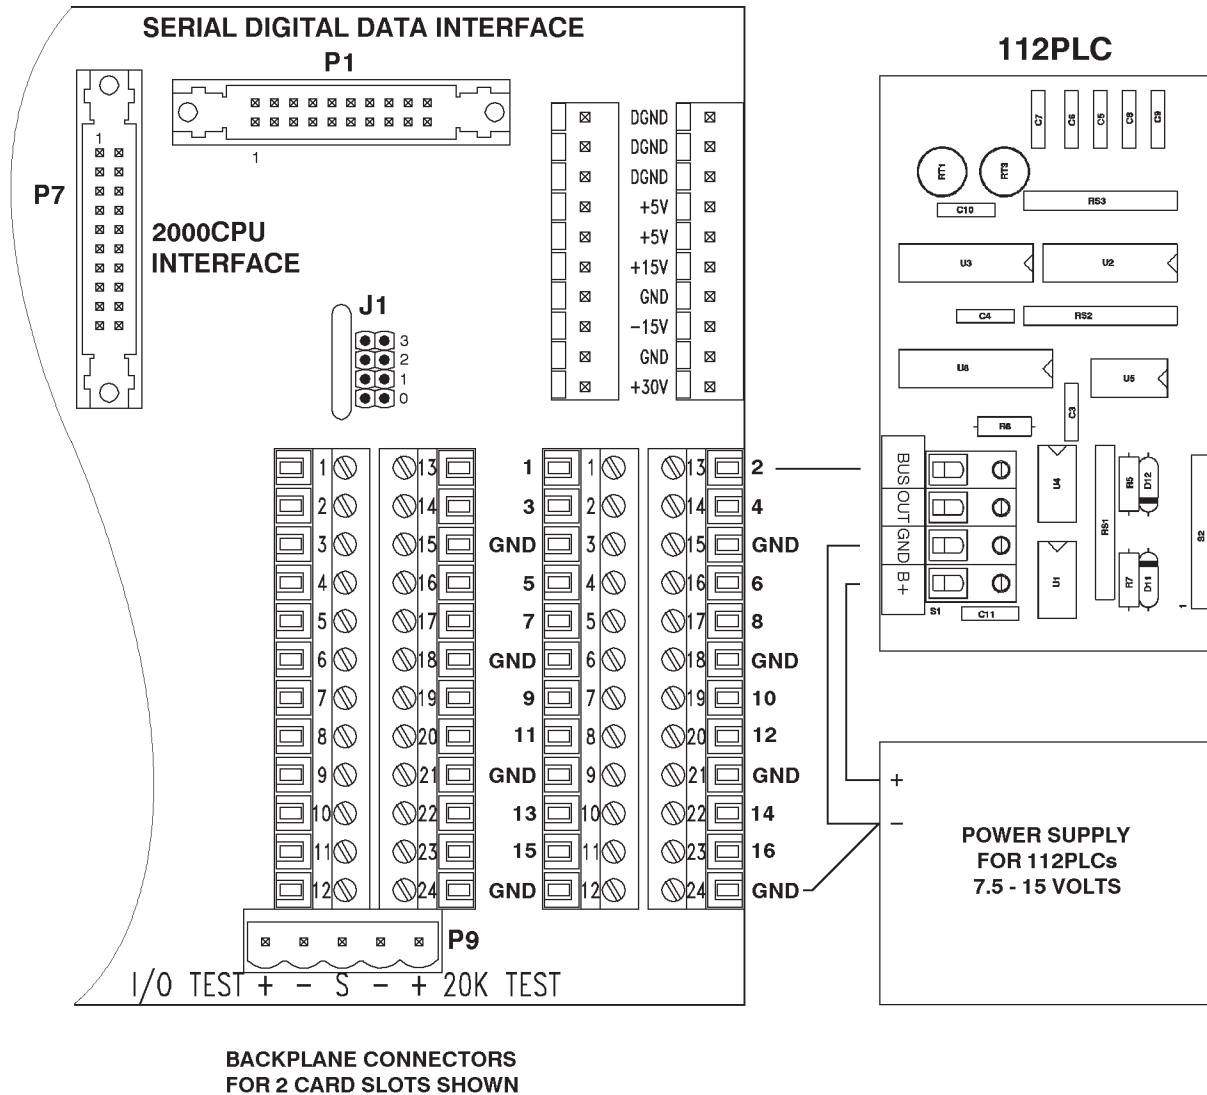 SERIAL DIGITAL DATA INTERFACE
P1
1
P7
1
2000CPU
INTERFACE
J1
3
2
1
0
DGND
DGND
DGND
+5V
+5V
+15V
GND
-15V
GND
+30V
1 13 1 1 13 2
2 14 3 2 14 4
3 15 GND 3 15 GND
4 16 5 4 16 6
5 17 7 5 17 8
6 18 GND 6 18 GND
7 19 9 7 19 10
8 20 11 8 20 12
9 21 GND 9 21 GND
10 22 13 10 22 14
11 23 15 11 23 16
12 24 GND 12 24 GND
P9
I/O TEST + - S - + 20K TEST
BACKPLANE CONNECTORS
FOR 2 CARD SLOTS SHOWN
112PLC
C7 C6 C5 C8 C9
RT1 RT3
C10 RS3
U3 U2
C4 RS2
U5
C3
R6
BUS OUT GND B+
U4
RS1
R5 D12
U1
R7 D11
S2
1
S1
C11
+
-
POWER SUPPLY
FOR 112PLCs
7.5 - 15 VOLTS